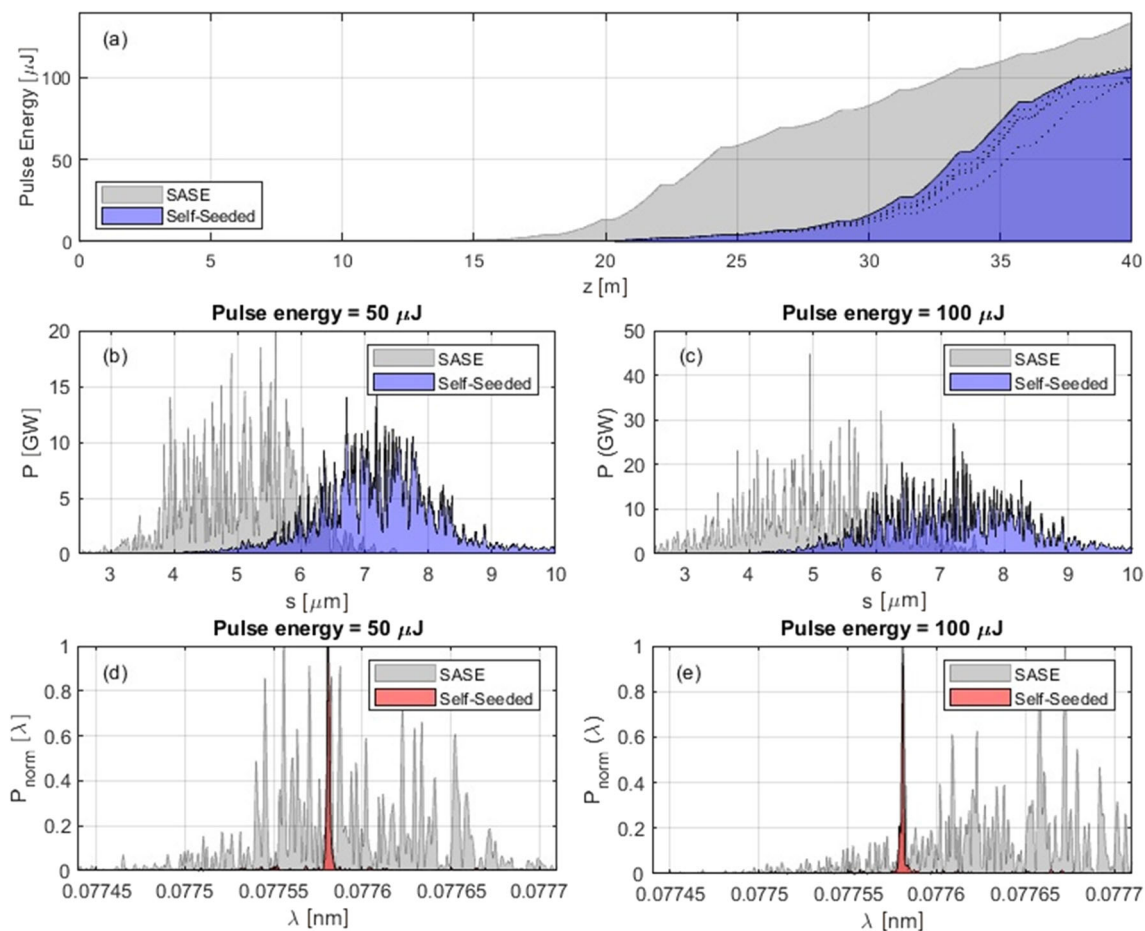 (a)
Pulse Energy [μJ]
100
50
0
SASE
Self-Seeded
0 5 10 15 20 25 30 35 40
z [m]
Pulse energy = 50 μJ
(b)
P [GW]
20
15
10
5
0
SASE
Self-Seeded
3 4 5 6 7 8 9 10
s [μm]
Pulse energy = 100 μJ
(c)
P (GW)
50
40
30
20
10
0
SASE
Self-Seeded
3 4 5 6 7 8 9 10
s [μm]
Pulse energy = 50 μJ
(d)
P_norm [λ]
1
0.8
0.6
0.4
0.2
0
SASE
Self-Seeded
0.07745 0.0775 0.07755 0.0776 0.07765 0.0777
λ [nm]
Pulse energy = 100 μJ
(e)
P_norm (λ)
1
0.8
0.6
0.4
0.2
0
SASE
Self-Seeded
0.07745 0.0775 0.07755 0.0776 0.07765 0.0777
λ [nm]